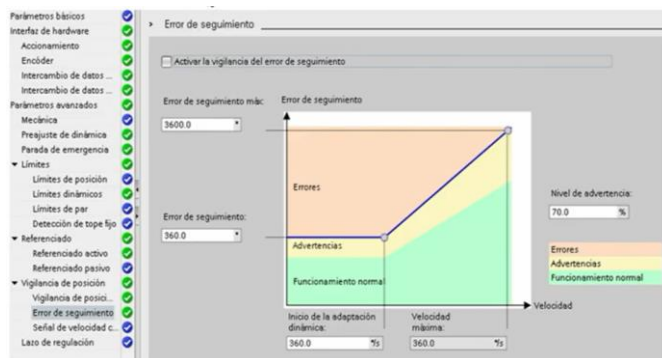 Parámetros básicos
Interfaz de hardware
Accionamiento
Encóder
Intercambio de datos ...
Intercambio de datos ...
Parámetros avanzados
Mecánica
Preajuste de dinámica
Parada de emergencia
Límites
Límites de posición
Límites dinámicos
Límites de par
Detección de tope fijo
Referenciado
Referenciado activo
Referenciado pasivo
Vigilancia de posición
Vigilancia de posici...
Error de seguimiento
Señal de velocidad c...
Lazo de regulación
Error de seguimiento
Activar la vigilancia del error de seguimiento
Error de seguimiento máx:
3600.0 °
Error de seguimiento
Errores
Error de seguimiento:
360.0 °
Advertencias
Funcionamiento normal
Velocidad
Inicio de la adaptación
dinámica:
360.0 °/s
Velocidad
máxima:
360.0 °/s
Nivel de advertencia:
70.0 %
Errores
Advertencias
Funcionamiento normal